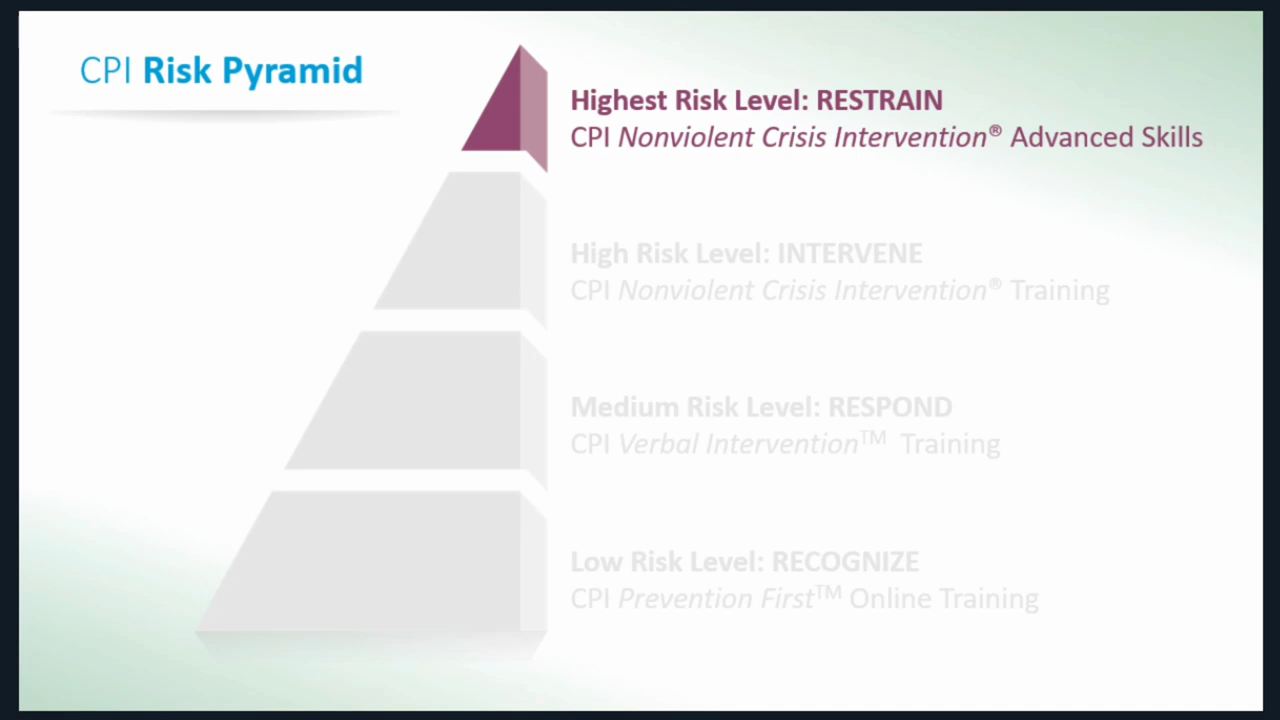 CPI Risk Pyramid
Highest Risk Level: RESTRAIN
CPI Nonviolent Crisis Intervention® Advanced Skills
High Risk Level: INTERVENE
CPI Nonviolent Crisis Intervention® Training
Medium Risk Level: RESPOND
CPI Verbal Intervention™ Training
Low Risk Level: RECOGNIZE
CPI Prevention First™ Online Training